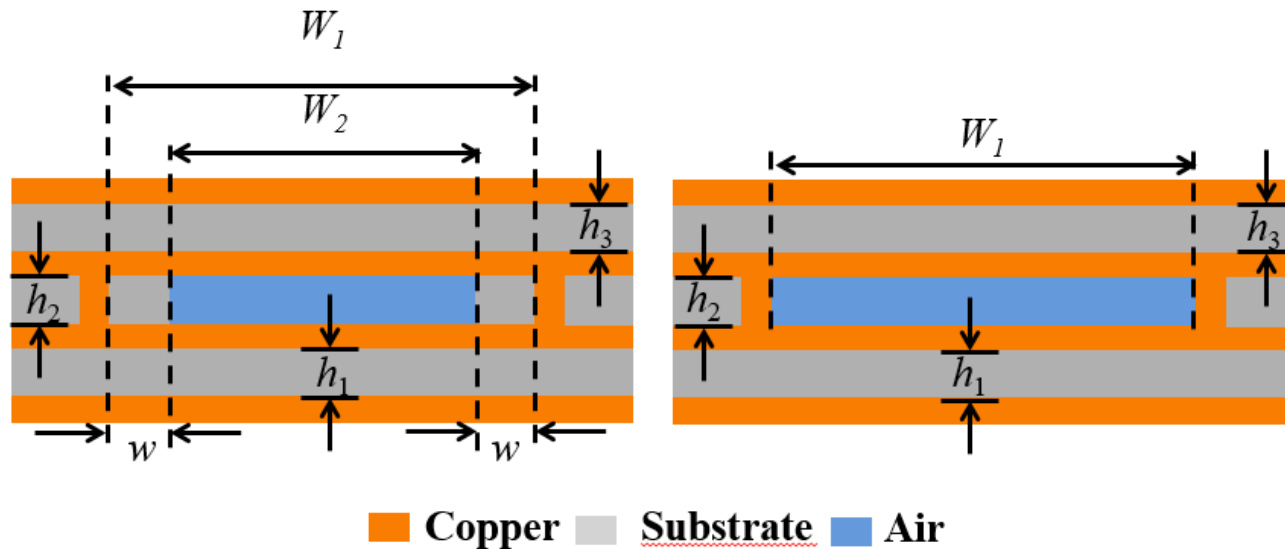 W₁
W₂
W₁
h₃
h₃
h₂
h₂
h₁
h₁
w
w
Copper Substrate Air